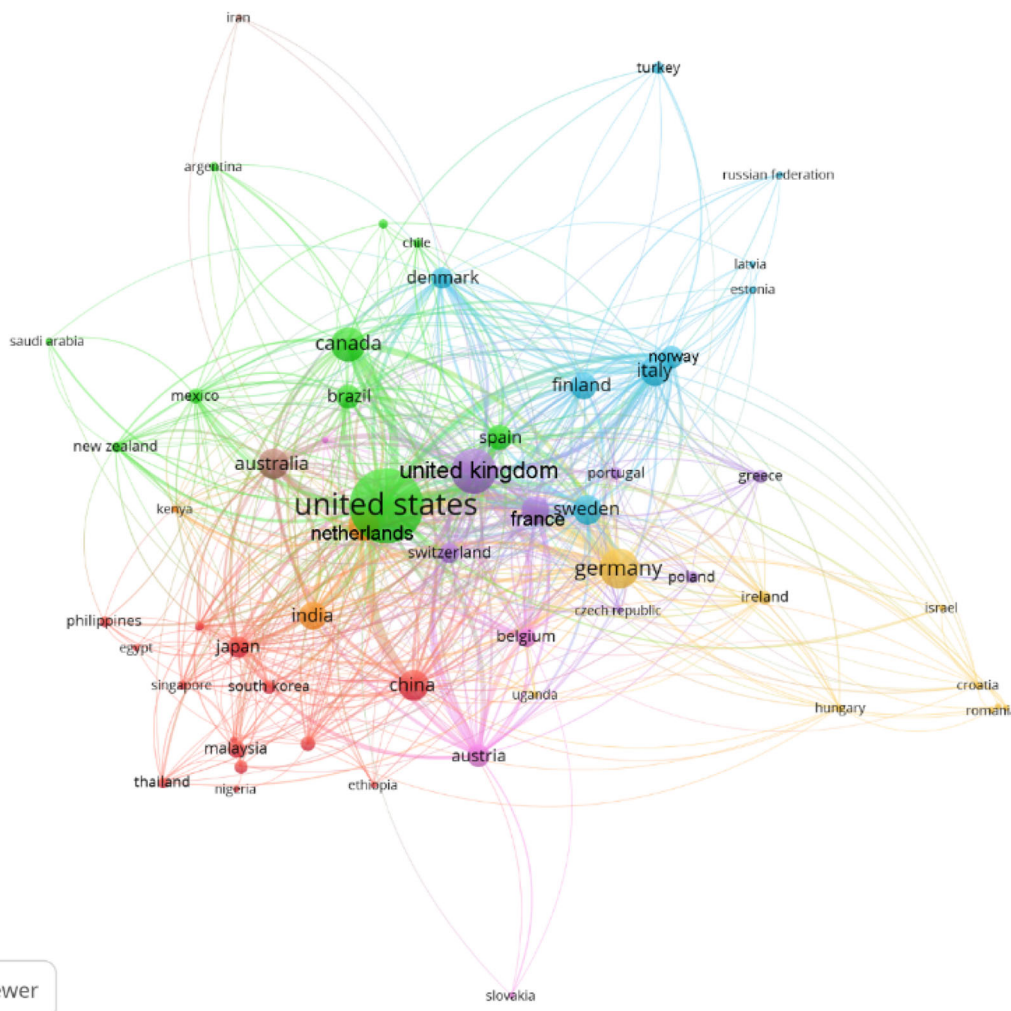 iran
turkey
argentina
russian federation
chile
latvia
denmark
estonia
saudi arabia
canada
norway
italy
finland
mexico
brazil
spain
new zealand
australia
united kingdom
portugal
greece
united states
kenya
sweden
france
netherlands
switzerland
germany
poland
ireland
israel
czech republic
india
philippines
belgium
egypt
japan
singapore
south korea
china
croatia
uganda
hungary
malaysia
austria
thailand
nigeria
ethiopia
slovakia